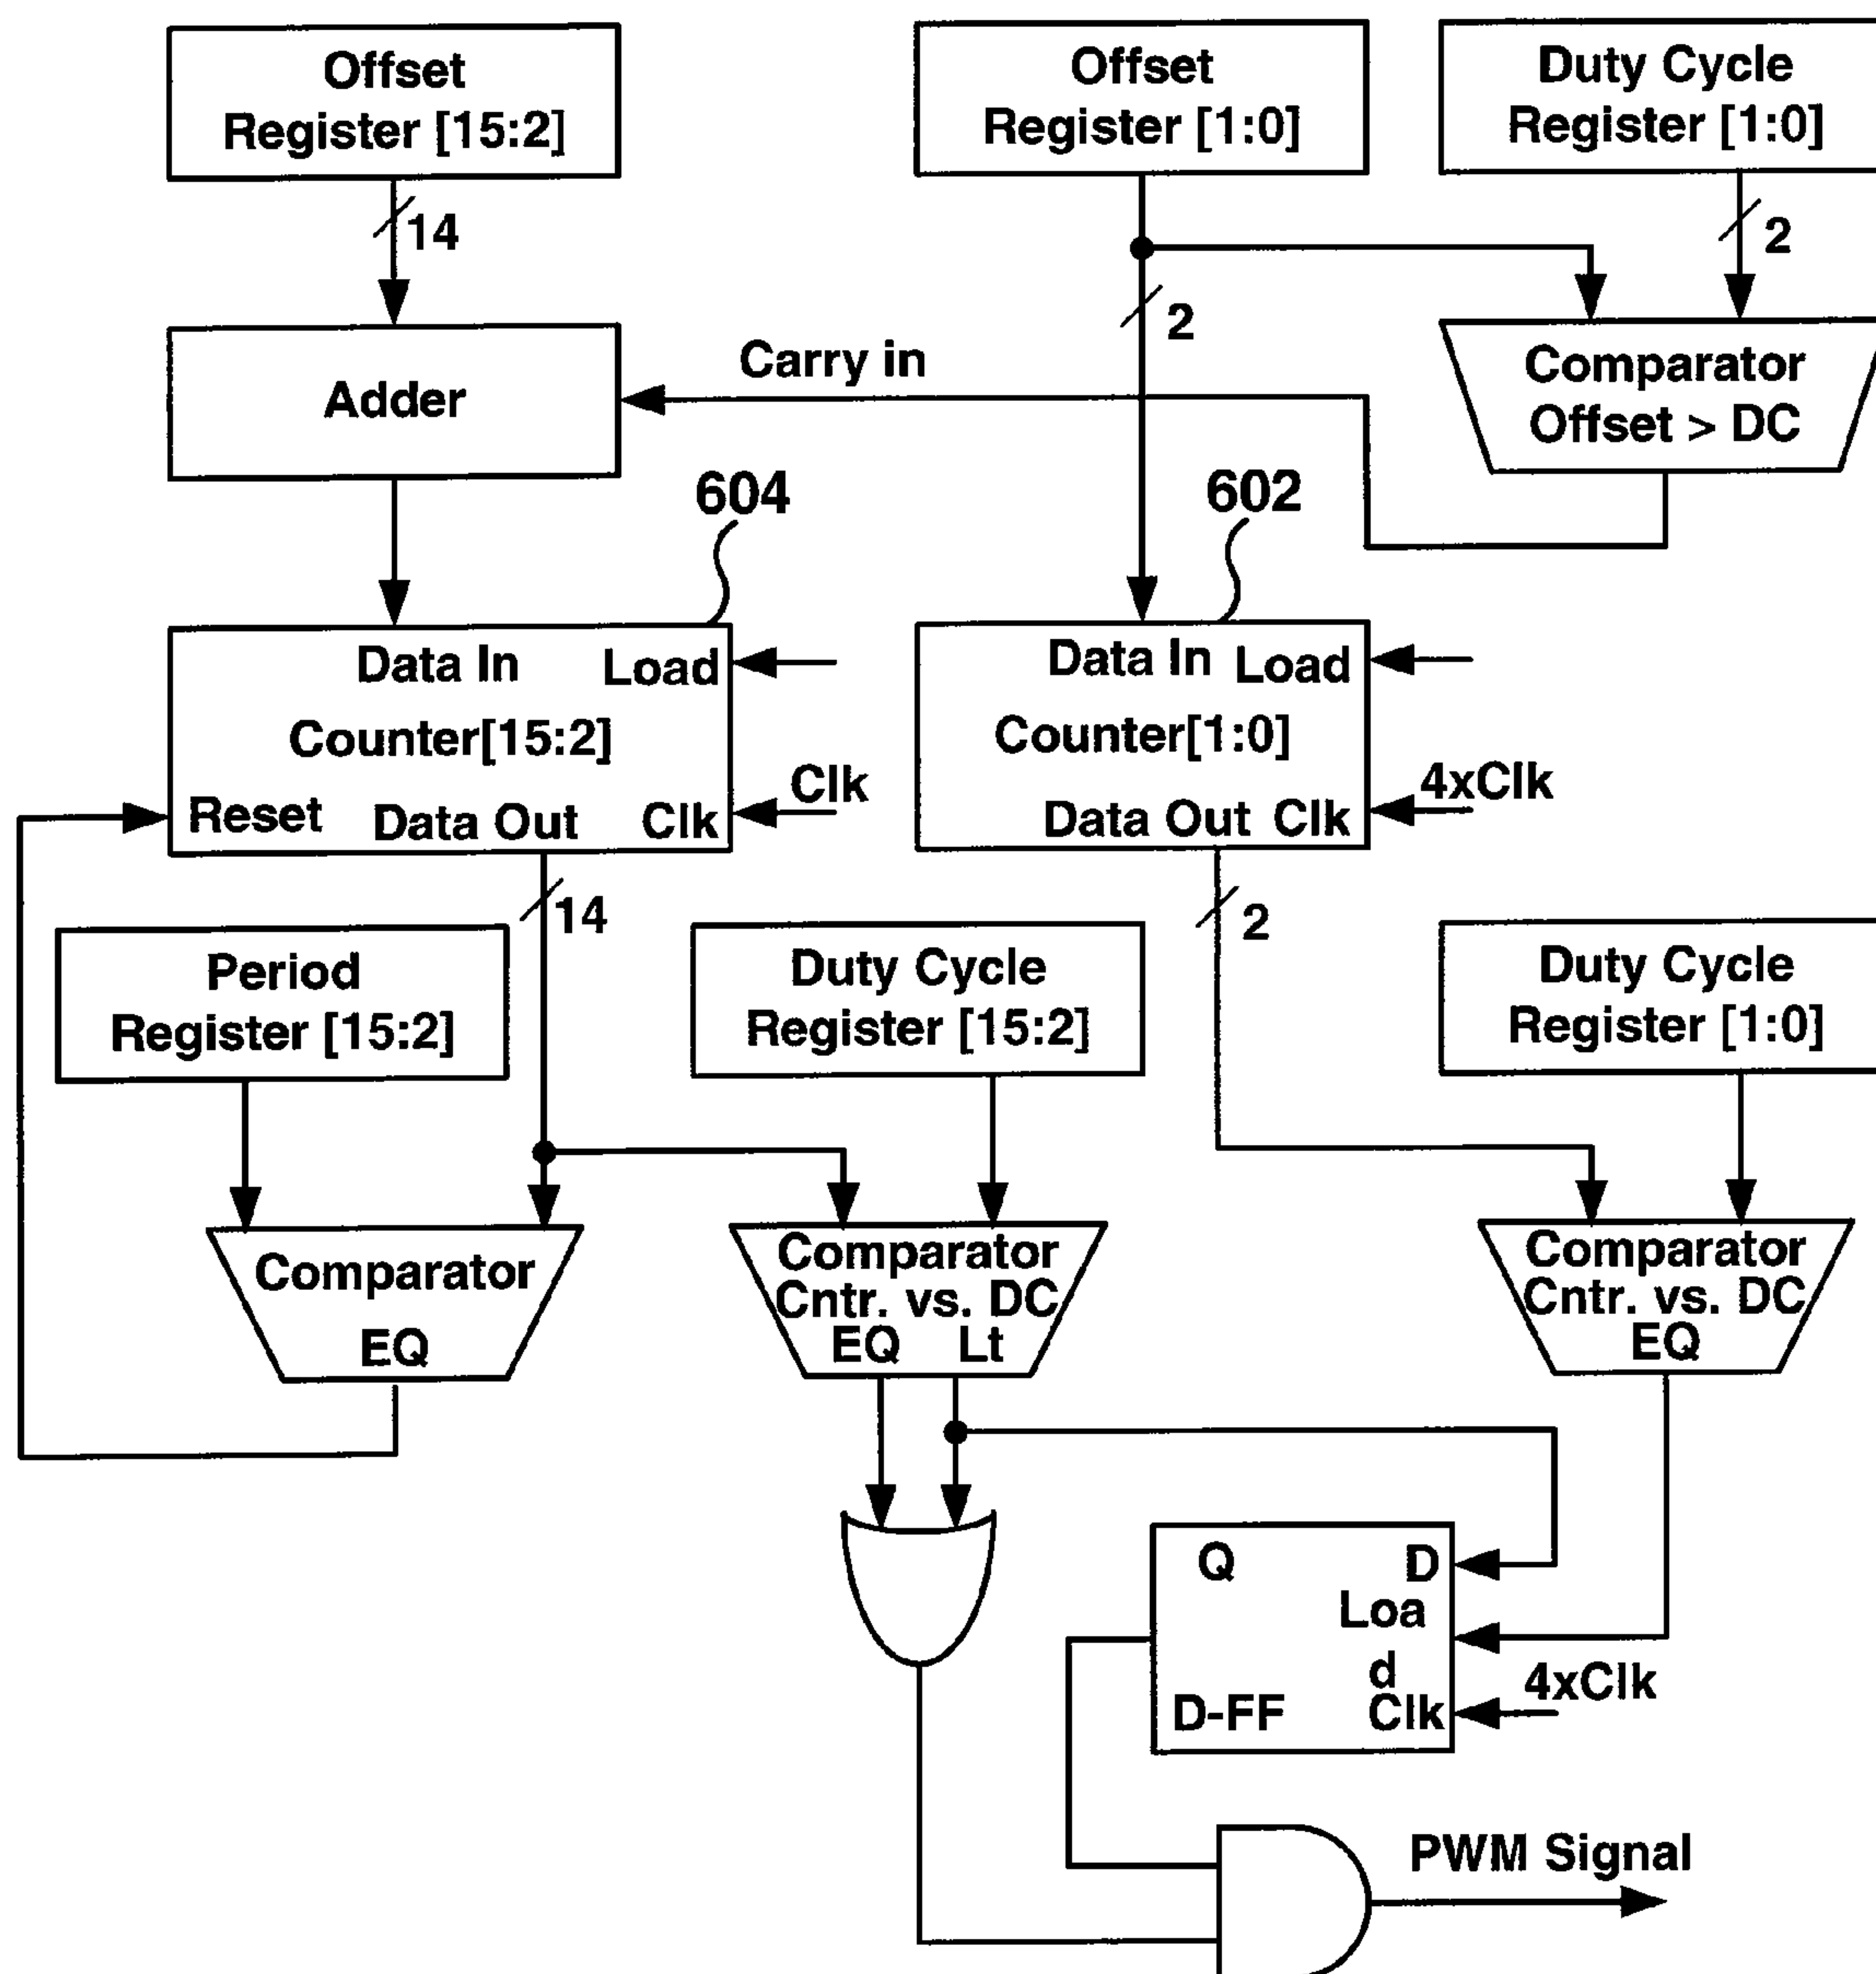 Offset
Register [15:2]
Offset
Register [1:0]
Duty Cycle
Register [1:0]
14
2
2
Adder
Carry in
Comparator
Offset > DC
604
602
Data In Load
Counter[15:2]
Clk
Reset Data Out Clk
Data In Load
Counter[1:0]
4xClk
Data Out Clk
14
2
Period
Register [15:2]
Duty Cycle
Register [15:2]
Duty Cycle
Register [1:0]
Comparator
EQ
Comparator
Cntr. vs. DC
EQ Lt
Comparator
Cntr. vs. DC
EQ
Q D
Loa
d
D-FF Clk
4xClk
PWM Signal